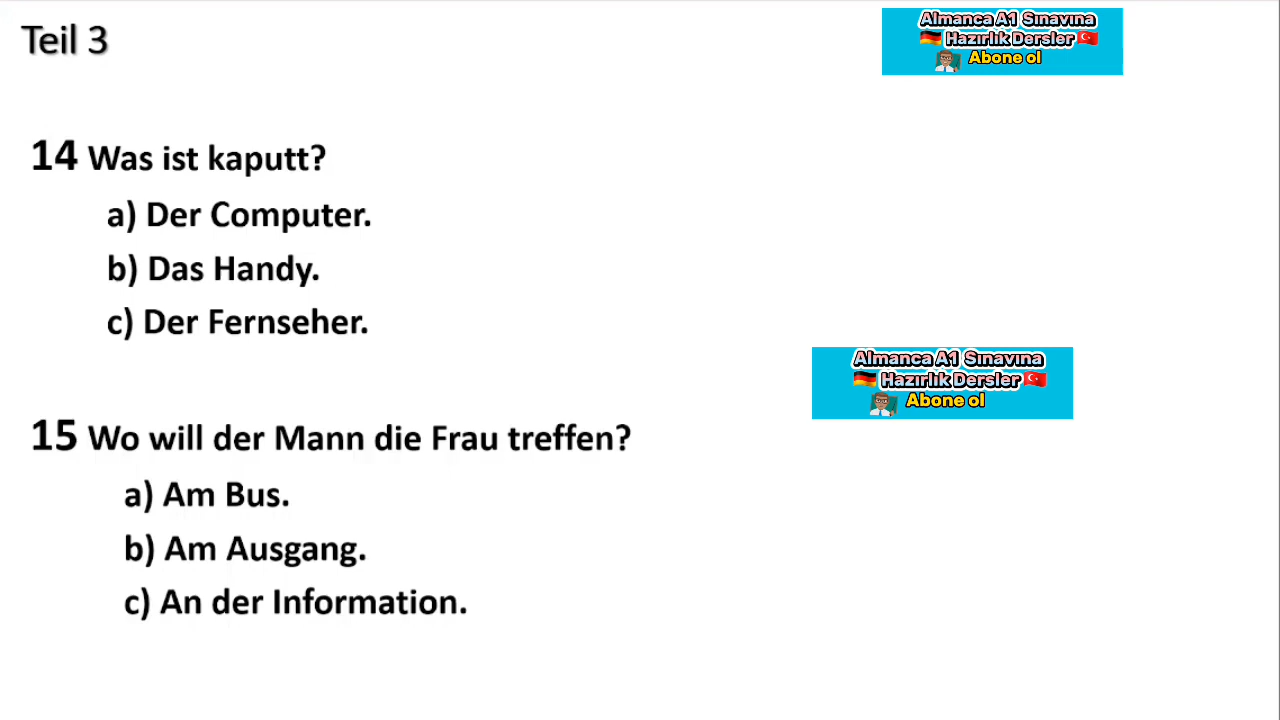 Teil 3
Almanca A1 Sınavına
Hazırlık Dersler
Abone ol
14 Was ist kaputt?
a) Der Computer.
b) Das Handy.
c) Der Fernseher.
Almanca A1 Sınavına
Hazırlık Dersler
Abone ol
15 Wo will der Mann die Frau treffen?
a) Am Bus.
b) Am Ausgang.
c) An der Information.